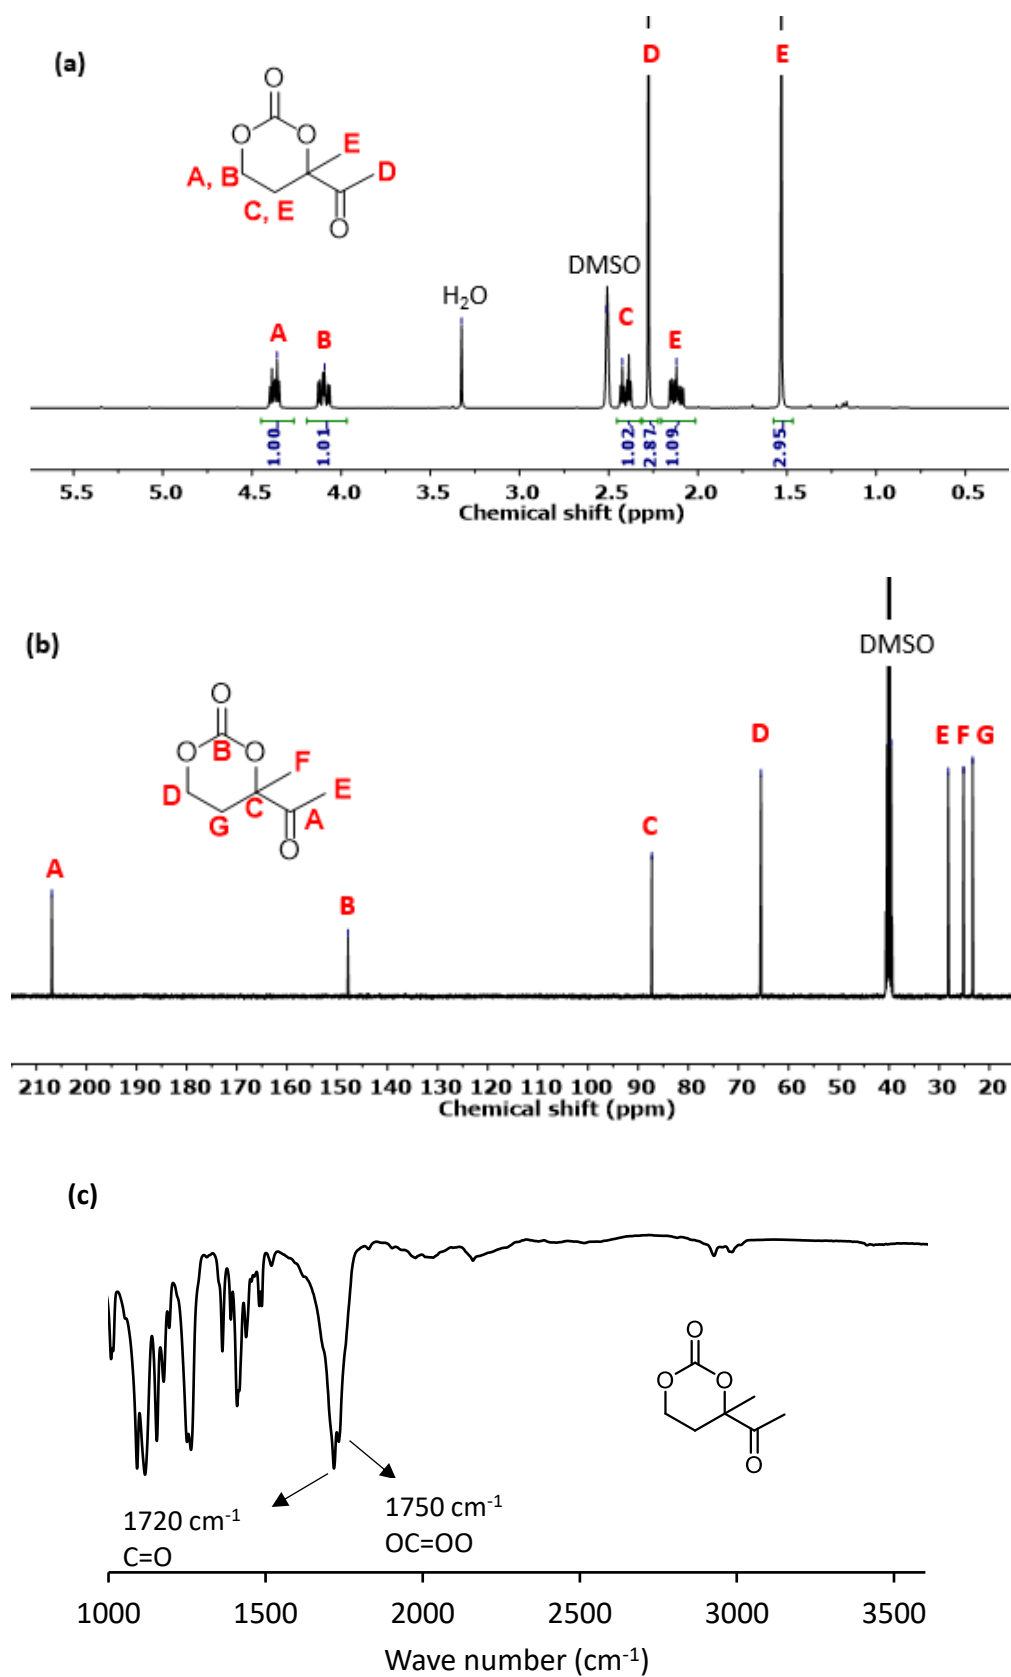 (a)
D
E
O
O
O
E
D
A, B
C, E
O
DMSO
H2O
A
B
C
E
1.00
1.01
1.02
2.87
1.09
2.95
5.5 5.0 4.5 4.0 3.5 3.0 2.5 2.0 1.5 1.0 0.5
Chemical shift (ppm)
(b)
DMSO
O
O
B
O
F
D
E
C
G
A
O
A
B
C
D
E F G
210 200 190 180 170 160 150 140 130 120 110 100 90 80 70 60 50 40 30 20
Chemical shift (ppm)
(c)
O
O
O
O
1720 cm-1
C=O
1750 cm-1
OC=OO
1000 1500 2000 2500 3000 3500
Wave number (cm-1)